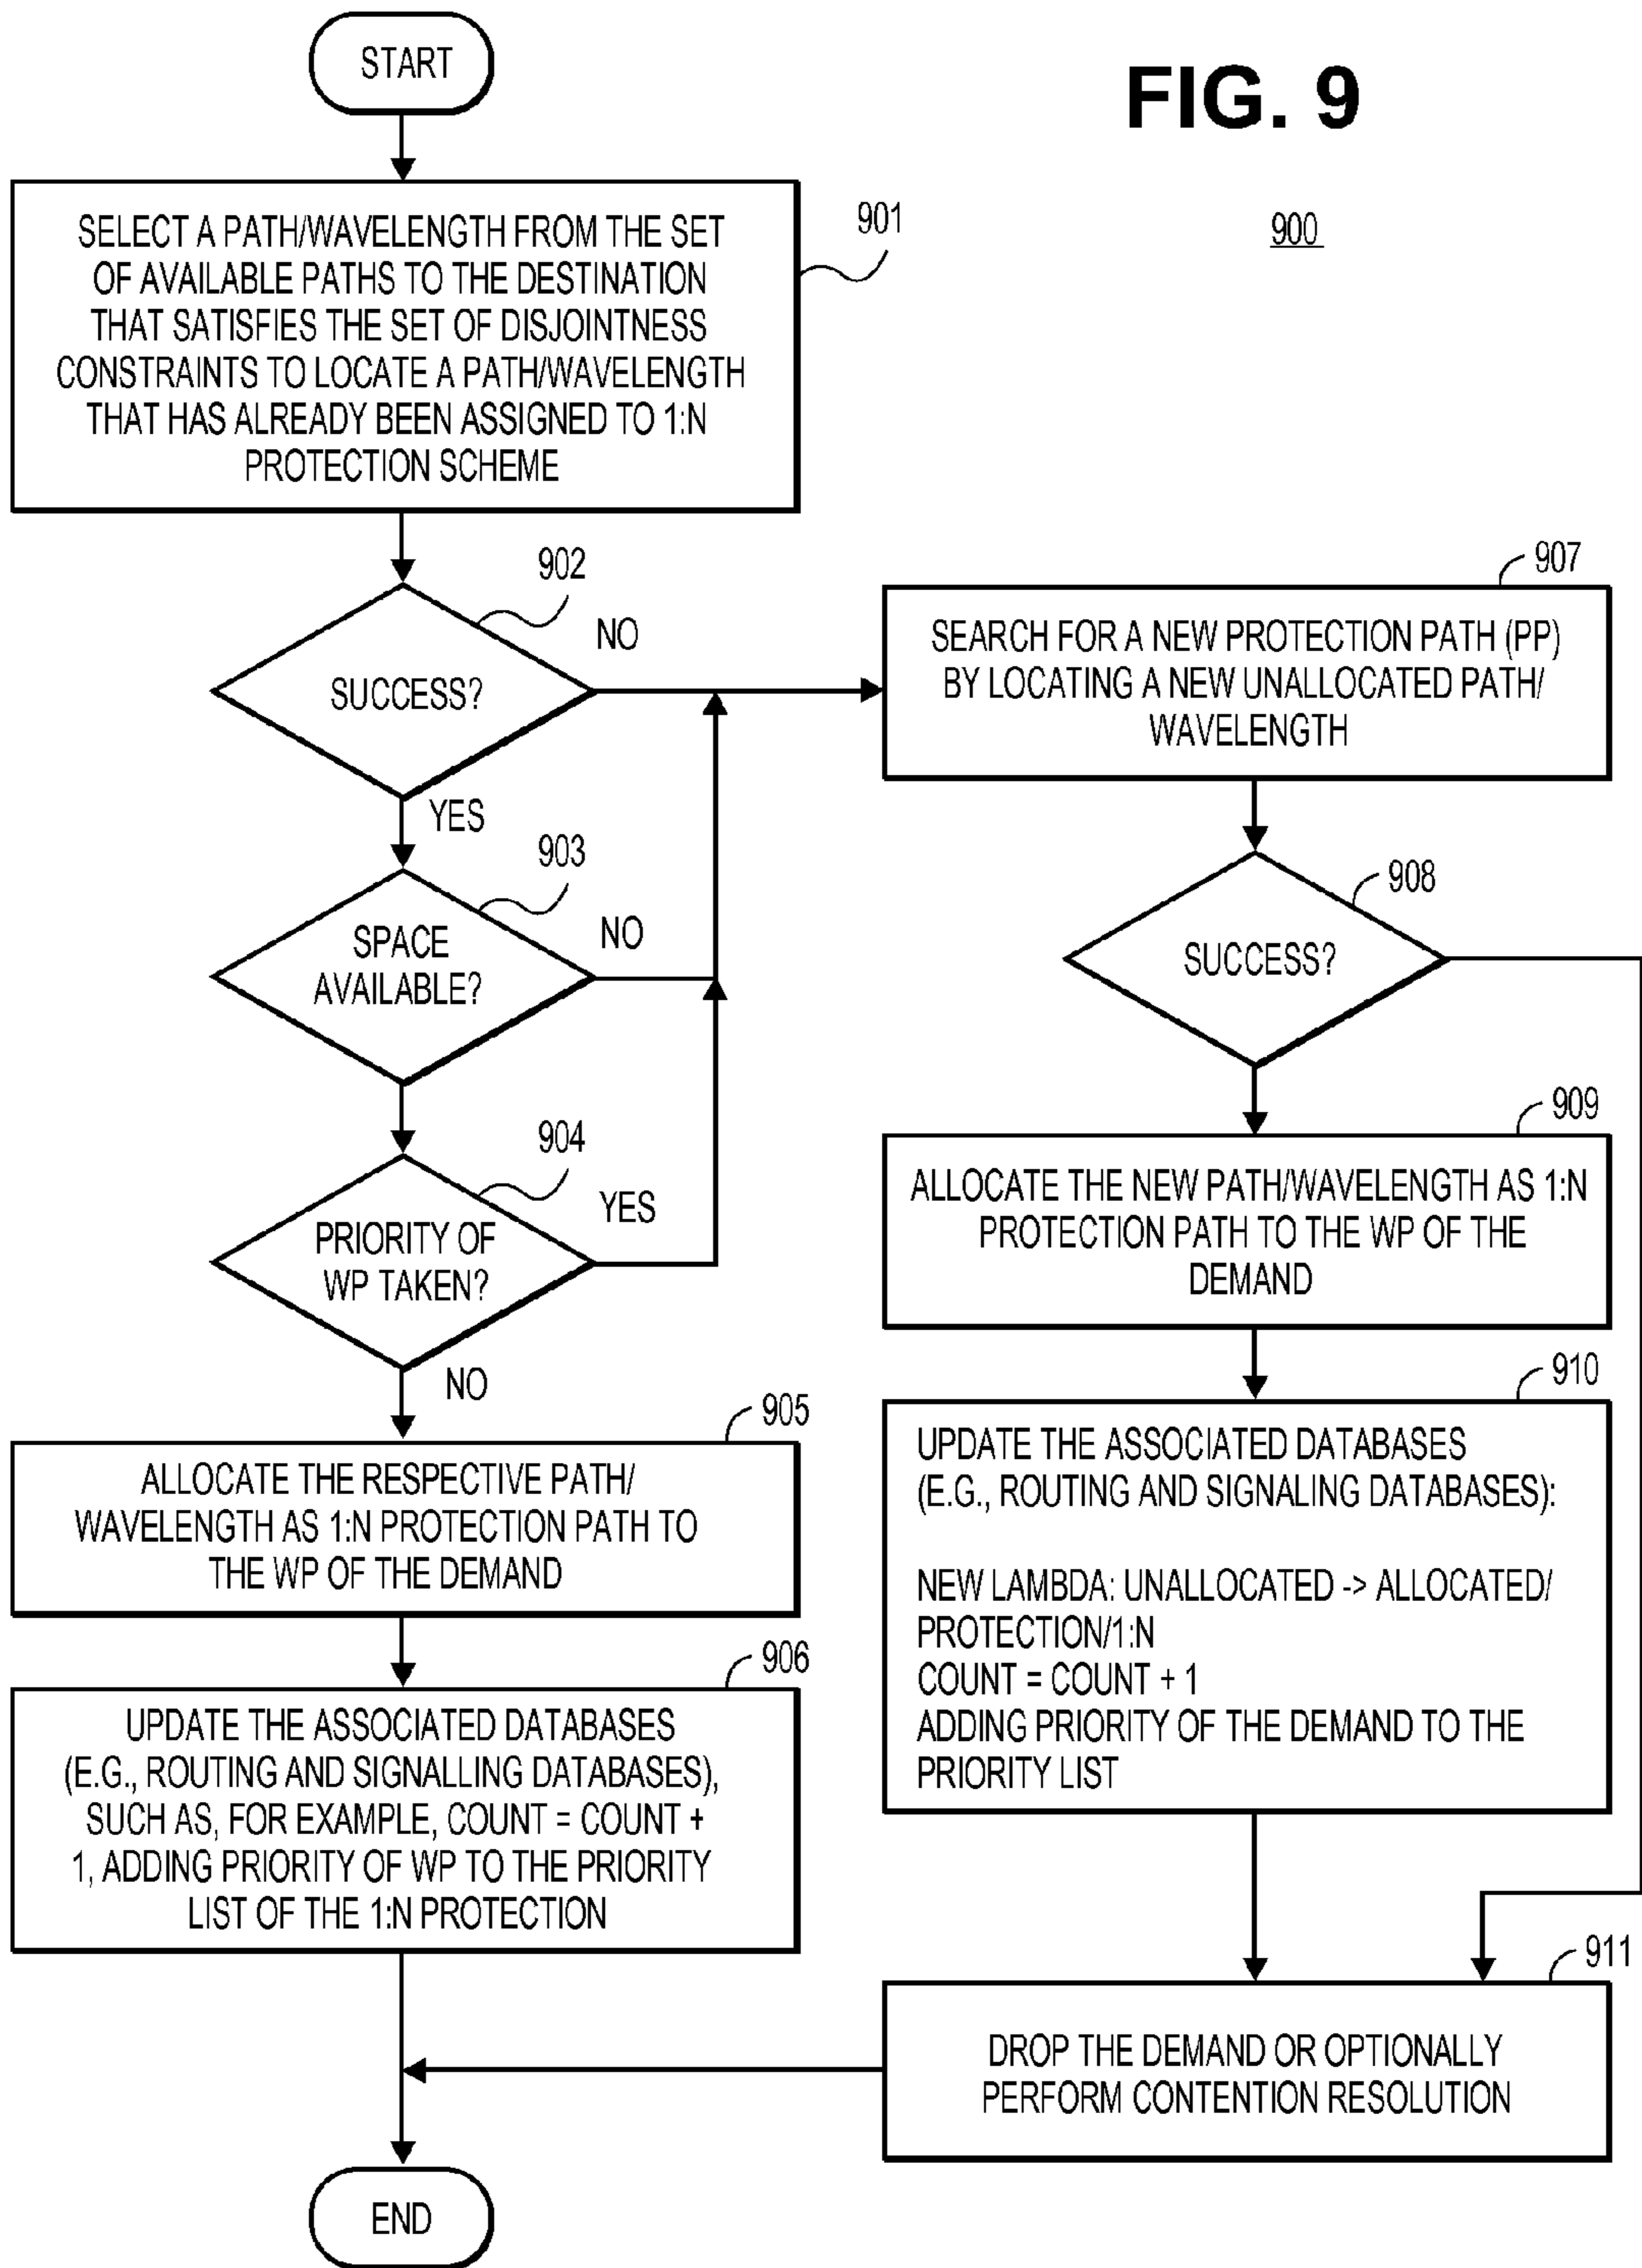 START
FIG. 9
900
SELECT A PATH/WAVELENGTH FROM THE SET
OF AVAILABLE PATHS TO THE DESTINATION
THAT SATISFIES THE SET OF DISJOINTNESS
CONSTRAINTS TO LOCATE A PATH/WAVELENGTH
THAT HAS ALREADY BEEN ASSIGNED TO 1:N
PROTECTION SCHEME
901
902
SUCCESS?
NO
YES
903
SPACE
AVAILABLE?
NO
904
PRIORITY OF
WP TAKEN?
YES
NO
905
ALLOCATE THE RESPECTIVE PATH/
WAVELENGTH AS 1:N PROTECTION PATH TO
THE WP OF THE DEMAND
906
UPDATE THE ASSOCIATED DATABASES
(E.G., ROUTING AND SIGNALLING DATABASES),
SUCH AS, FOR EXAMPLE, COUNT = COUNT +
1, ADDING PRIORITY OF WP TO THE PRIORITY
LIST OF THE 1:N PROTECTION
907
SEARCH FOR A NEW PROTECTION PATH (PP)
BY LOCATING A NEW UNALLOCATED PATH/
WAVELENGTH
908
SUCCESS?
909
ALLOCATE THE NEW PATH/WAVELENGTH AS 1:N
PROTECTION PATH TO THE WP OF THE
DEMAND
910
UPDATE THE ASSOCIATED DATABASES
(E.G., ROUTING AND SIGNALING DATABASES):
NEW LAMBDA: UNALLOCATED -> ALLOCATED/
PROTECTION/1:N
COUNT = COUNT + 1
ADDING PRIORITY OF THE DEMAND TO THE
PRIORITY LIST
911
DROP THE DEMAND OR OPTIONALLY
PERFORM CONTENTION RESOLUTION
END